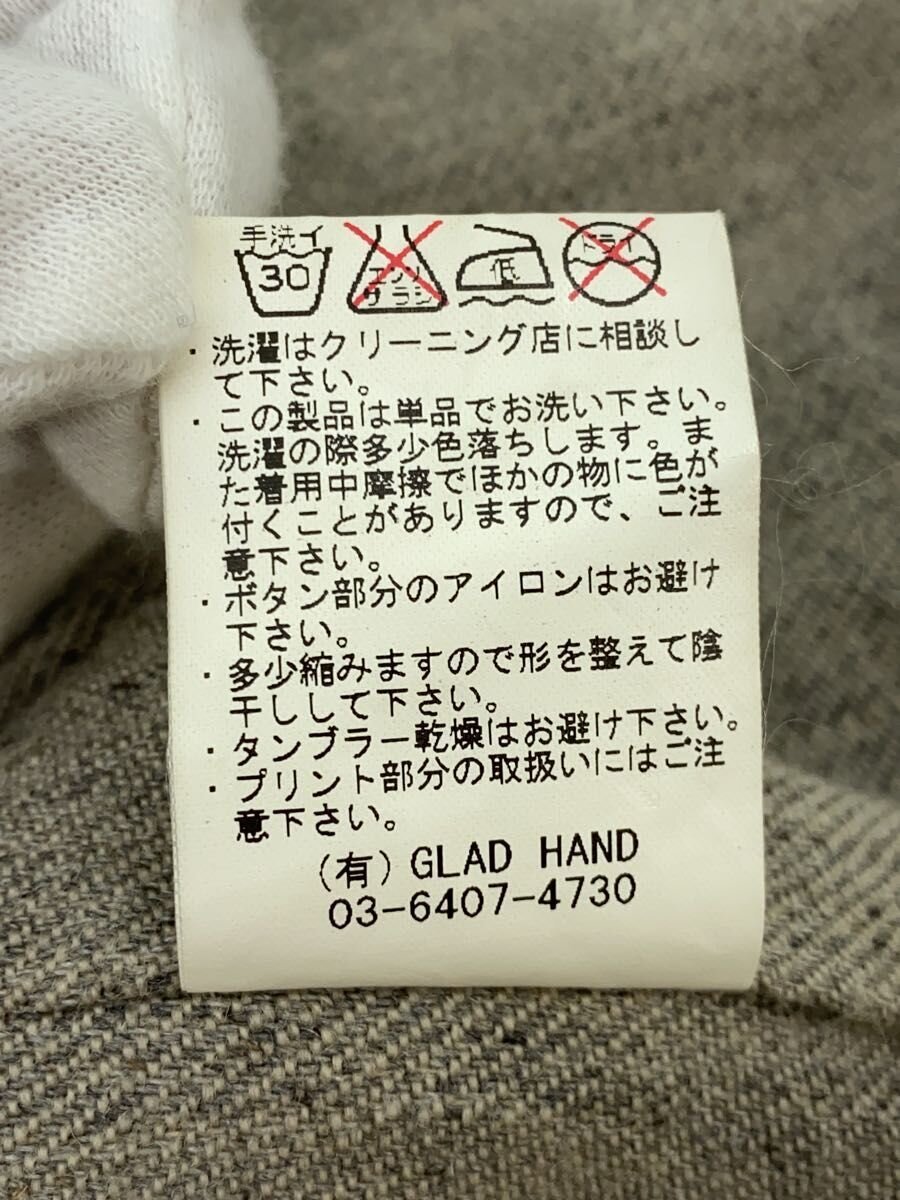 手洗イ
30
エンソ
サラシ
低
ドライ
・洗濯はクリーニング店に相談し
て下さい。
・この製品は単品でお洗い下さい。
洗濯の際多少色落ちします。ま
た着用中摩擦でほかの物に色が
付くことがありますので、ご注
意下さい。
・ボタン部分のアイロンはお避け
下さい。
・多少縮みますので形を整えて陰
干しして下さい。
・タンブラー乾燥はお避け下さい。
・プリント部分の取扱いにはご注
意下さい。
(有)GLAD HAND
03-6407-4730